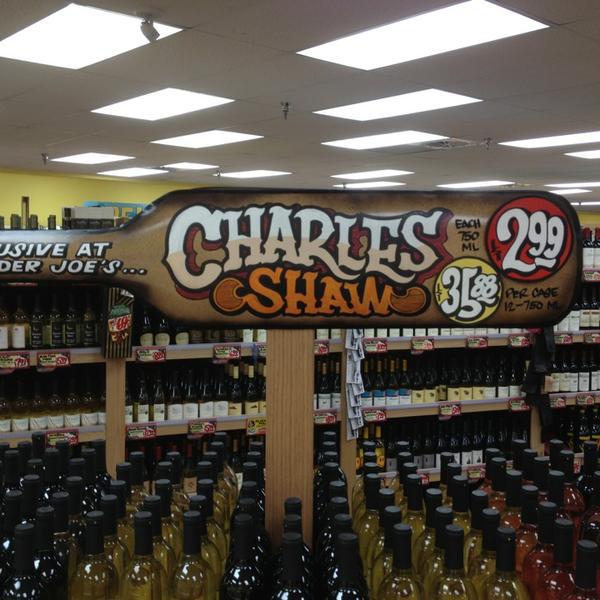 USIVE AT
DER JOE'S...
CHARLES
SHAW
EACH
750
ML
2.99
35.88
PER CASE
12-750 ML